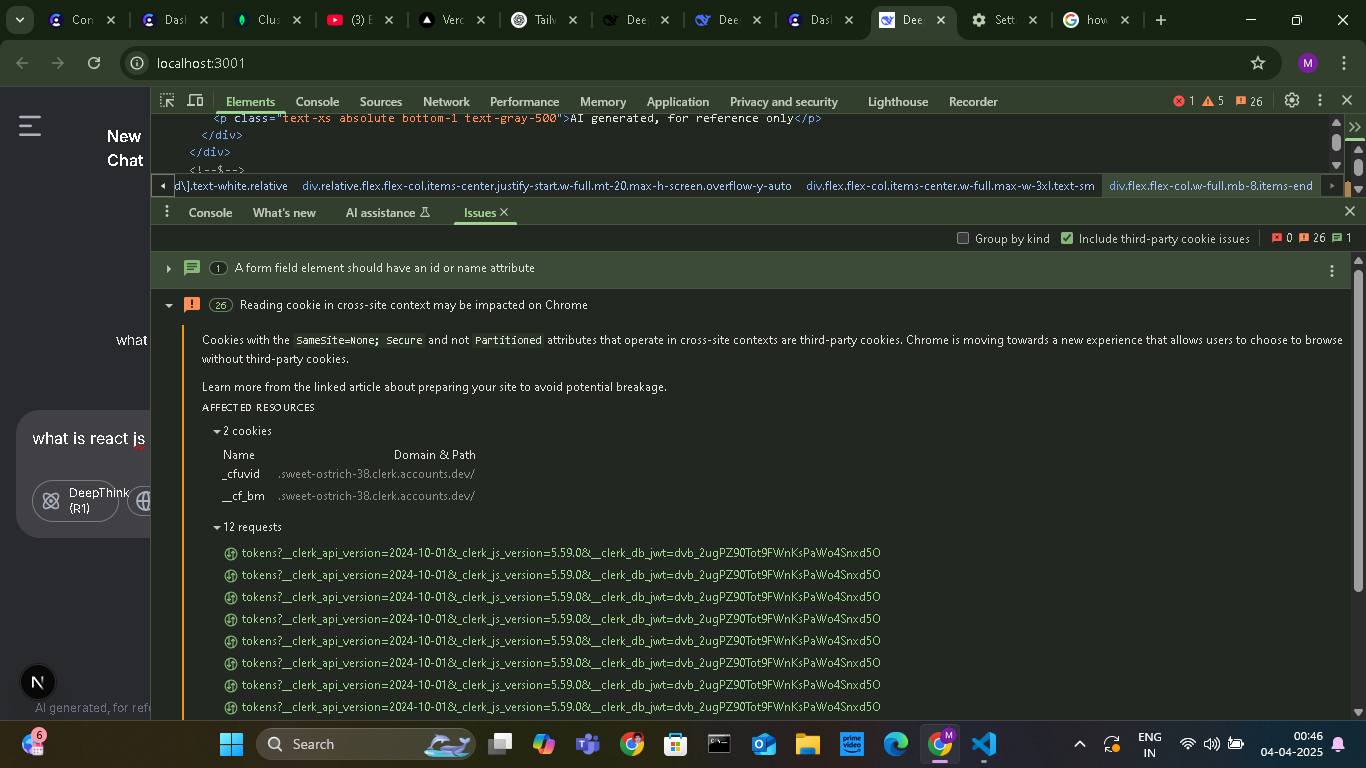 Con
Dash
Clus
(3) E
Verc
Tailv
Deep
Dee
Dash
Deep
Setti
how
localhost:3001
M
Elements Console Sources Network Performance Memory Application Privacy and security Lighthouse Recorder 1 5 26
<p class="text-xs absolute bottom-1 text-gray-500">AI generated, for reference only</p>
</div>
</div>
<!--$-->
d\].text-white.relative div.relative.flex.flex-col.items-center.justify-start.w-full.mt-20.max-h-screen.overflow-y-auto div.flex.flex-col.items-center.w-full.max-w-3xl.text-sm div.flex.flex-col.w-full.mb-8.items-end
Console What's new AI assistance Issues
Group by kind Include third-party cookie issues 0 26 1
1 A form field element should have an id or name attribute
26 Reading cookie in cross-site context may be impacted on Chrome
Cookies with the SameSite=None; Secure and not Partitioned attributes that operate in cross-site contexts are third-party cookies. Chrome is moving towards a new experience that allows users to choose to browse
without third-party cookies.
Learn more from the linked article about preparing your site to avoid potential breakage.
AFFECTED RESOURCES
2 cookies
Name Domain & Path
_cfuvid .sweet-ostrich-38.clerk.accounts.dev/
__cf_bm .sweet-ostrich-38.clerk.accounts.dev/
12 requests
tokens?__clerk_api_version=2024-10-01&_clerk_js_version=5.59.0&__clerk_db_jwt=dvb_2ugPZ90Tot9FWnKsPaWo4Snxd5O
tokens?__clerk_api_version=2024-10-01&_clerk_js_version=5.59.0&__clerk_db_jwt=dvb_2ugPZ90Tot9FWnKsPaWo4Snxd5O
tokens?__clerk_api_version=2024-10-01&_clerk_js_version=5.59.0&__clerk_db_jwt=dvb_2ugPZ90Tot9FWnKsPaWo4Snxd5O
tokens?__clerk_api_version=2024-10-01&_clerk_js_version=5.59.0&__clerk_db_jwt=dvb_2ugPZ90Tot9FWnKsPaWo4Snxd5O
tokens?__clerk_api_version=2024-10-01&_clerk_js_version=5.59.0&__clerk_db_jwt=dvb_2ugPZ90Tot9FWnKsPaWo4Snxd5O
tokens?__clerk_api_version=2024-10-01&_clerk_js_version=5.59.0&__clerk_db_jwt=dvb_2ugPZ90Tot9FWnKsPaWo4Snxd5O
tokens?__clerk_api_version=2024-10-01&_clerk_js_version=5.59.0&__clerk_db_jwt=dvb_2ugPZ90Tot9FWnKsPaWo4Snxd5O
tokens?__clerk_api_version=2024-10-01&_clerk_js_version=5.59.0&__clerk_db_jwt=dvb_2ugPZ90Tot9FWnKsPaWo4Snxd5O
New
Chat
what
what is react js
DeepThink
(R1)
N
AI generated, for refe
6
Search
prime
video
M
ENG
IN
00:46
04-04-2025